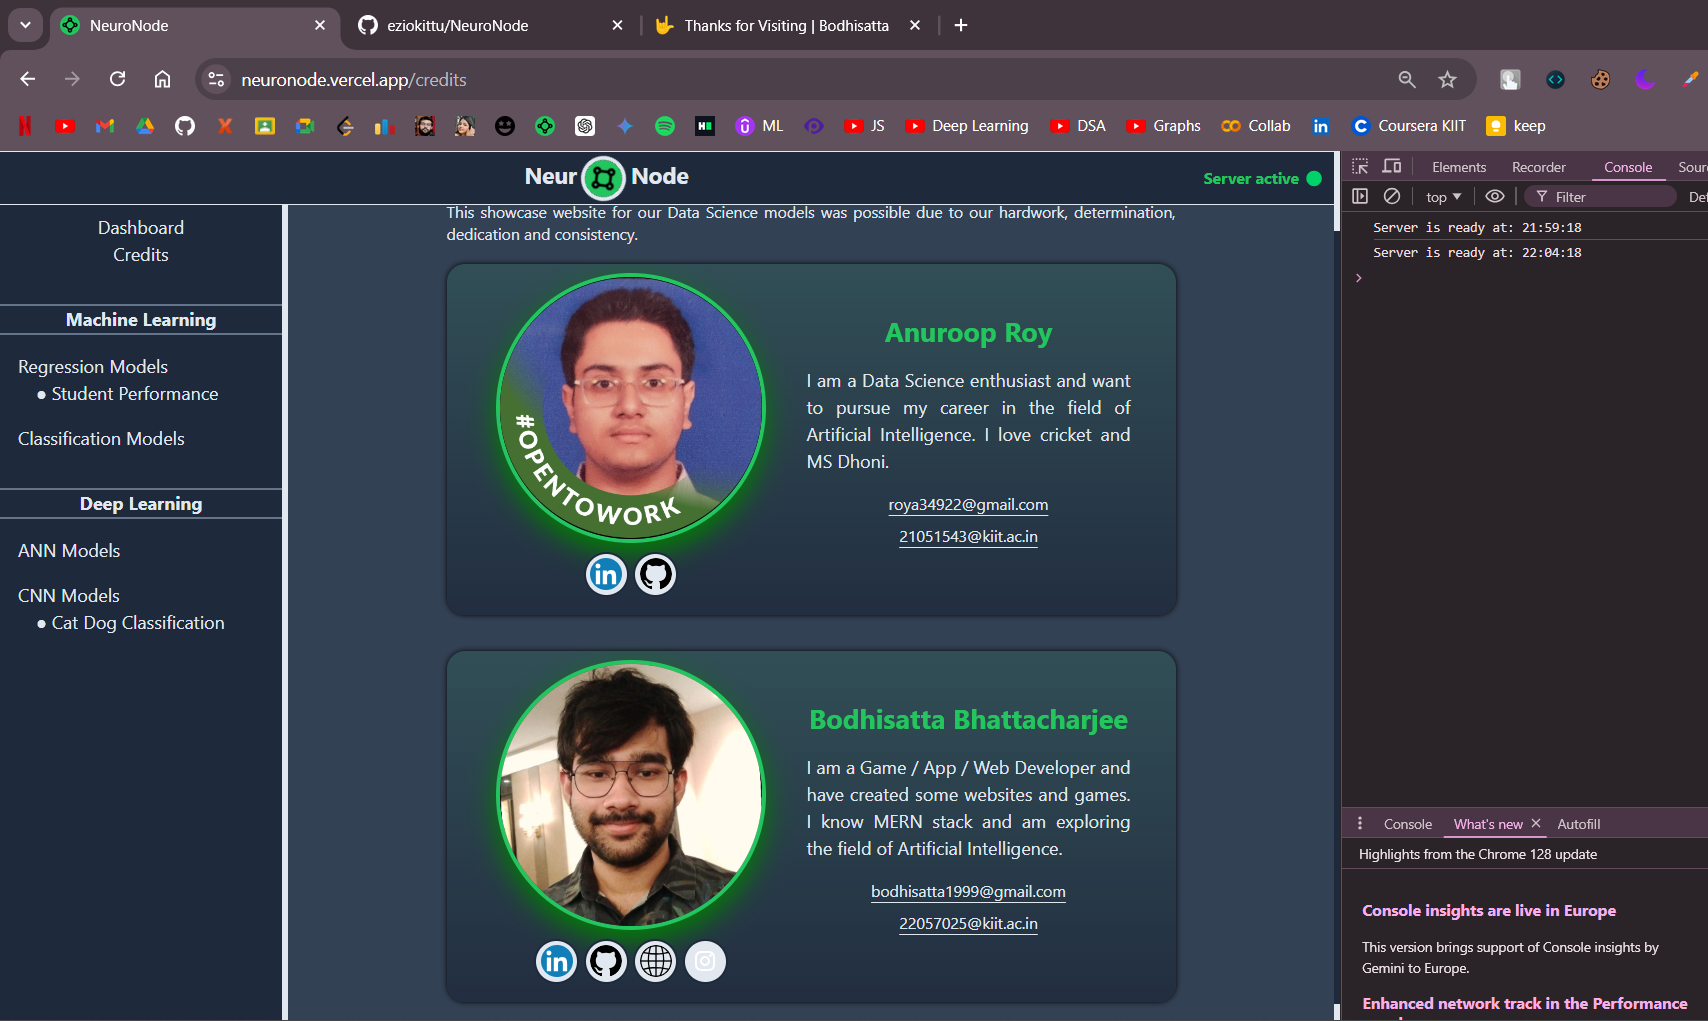 NeuroNode
eziokittu/NeuroNode
Thanks for Visiting | Bodhisatta
neuronode.vercel.app/credits
ML
JS
Deep Learning
DSA
Graphs
Collab
Coursera KIIT
keep
Neur Node
Server active
Dashboard
Credits
Machine Learning
Regression Models
● Student Performance
Classification Models
Deep Learning
ANN Models
CNN Models
● Cat Dog Classification
This showcase website for our Data Science models was possible due to our hardwork, determination,
dedication and consistency.
#OPENTOWORK
Anuroop Roy
I am a Data Science enthusiast and want
to pursue my career in the field of
Artificial Intelligence. I love cricket and
MS Dhoni.
roya34922@gmail.com
21051543@kiit.ac.in
Bodhisatta Bhattacharjee
I am a Game / App / Web Developer and
have created some websites and games.
I know MERN stack and am exploring
the field of Artificial Intelligence.
bodhisatta1999@gmail.com
22057025@kiit.ac.in
Elements Recorder Console Sour
top Filter Det
Server is ready at: 21:59:18
Server is ready at: 22:04:18
Console What's new Autofill
Highlights from the Chrome 128 update
Console insights are live in Europe
This version brings support of Console insights by
Gemini to Europe.
Enhanced network track in the Performance